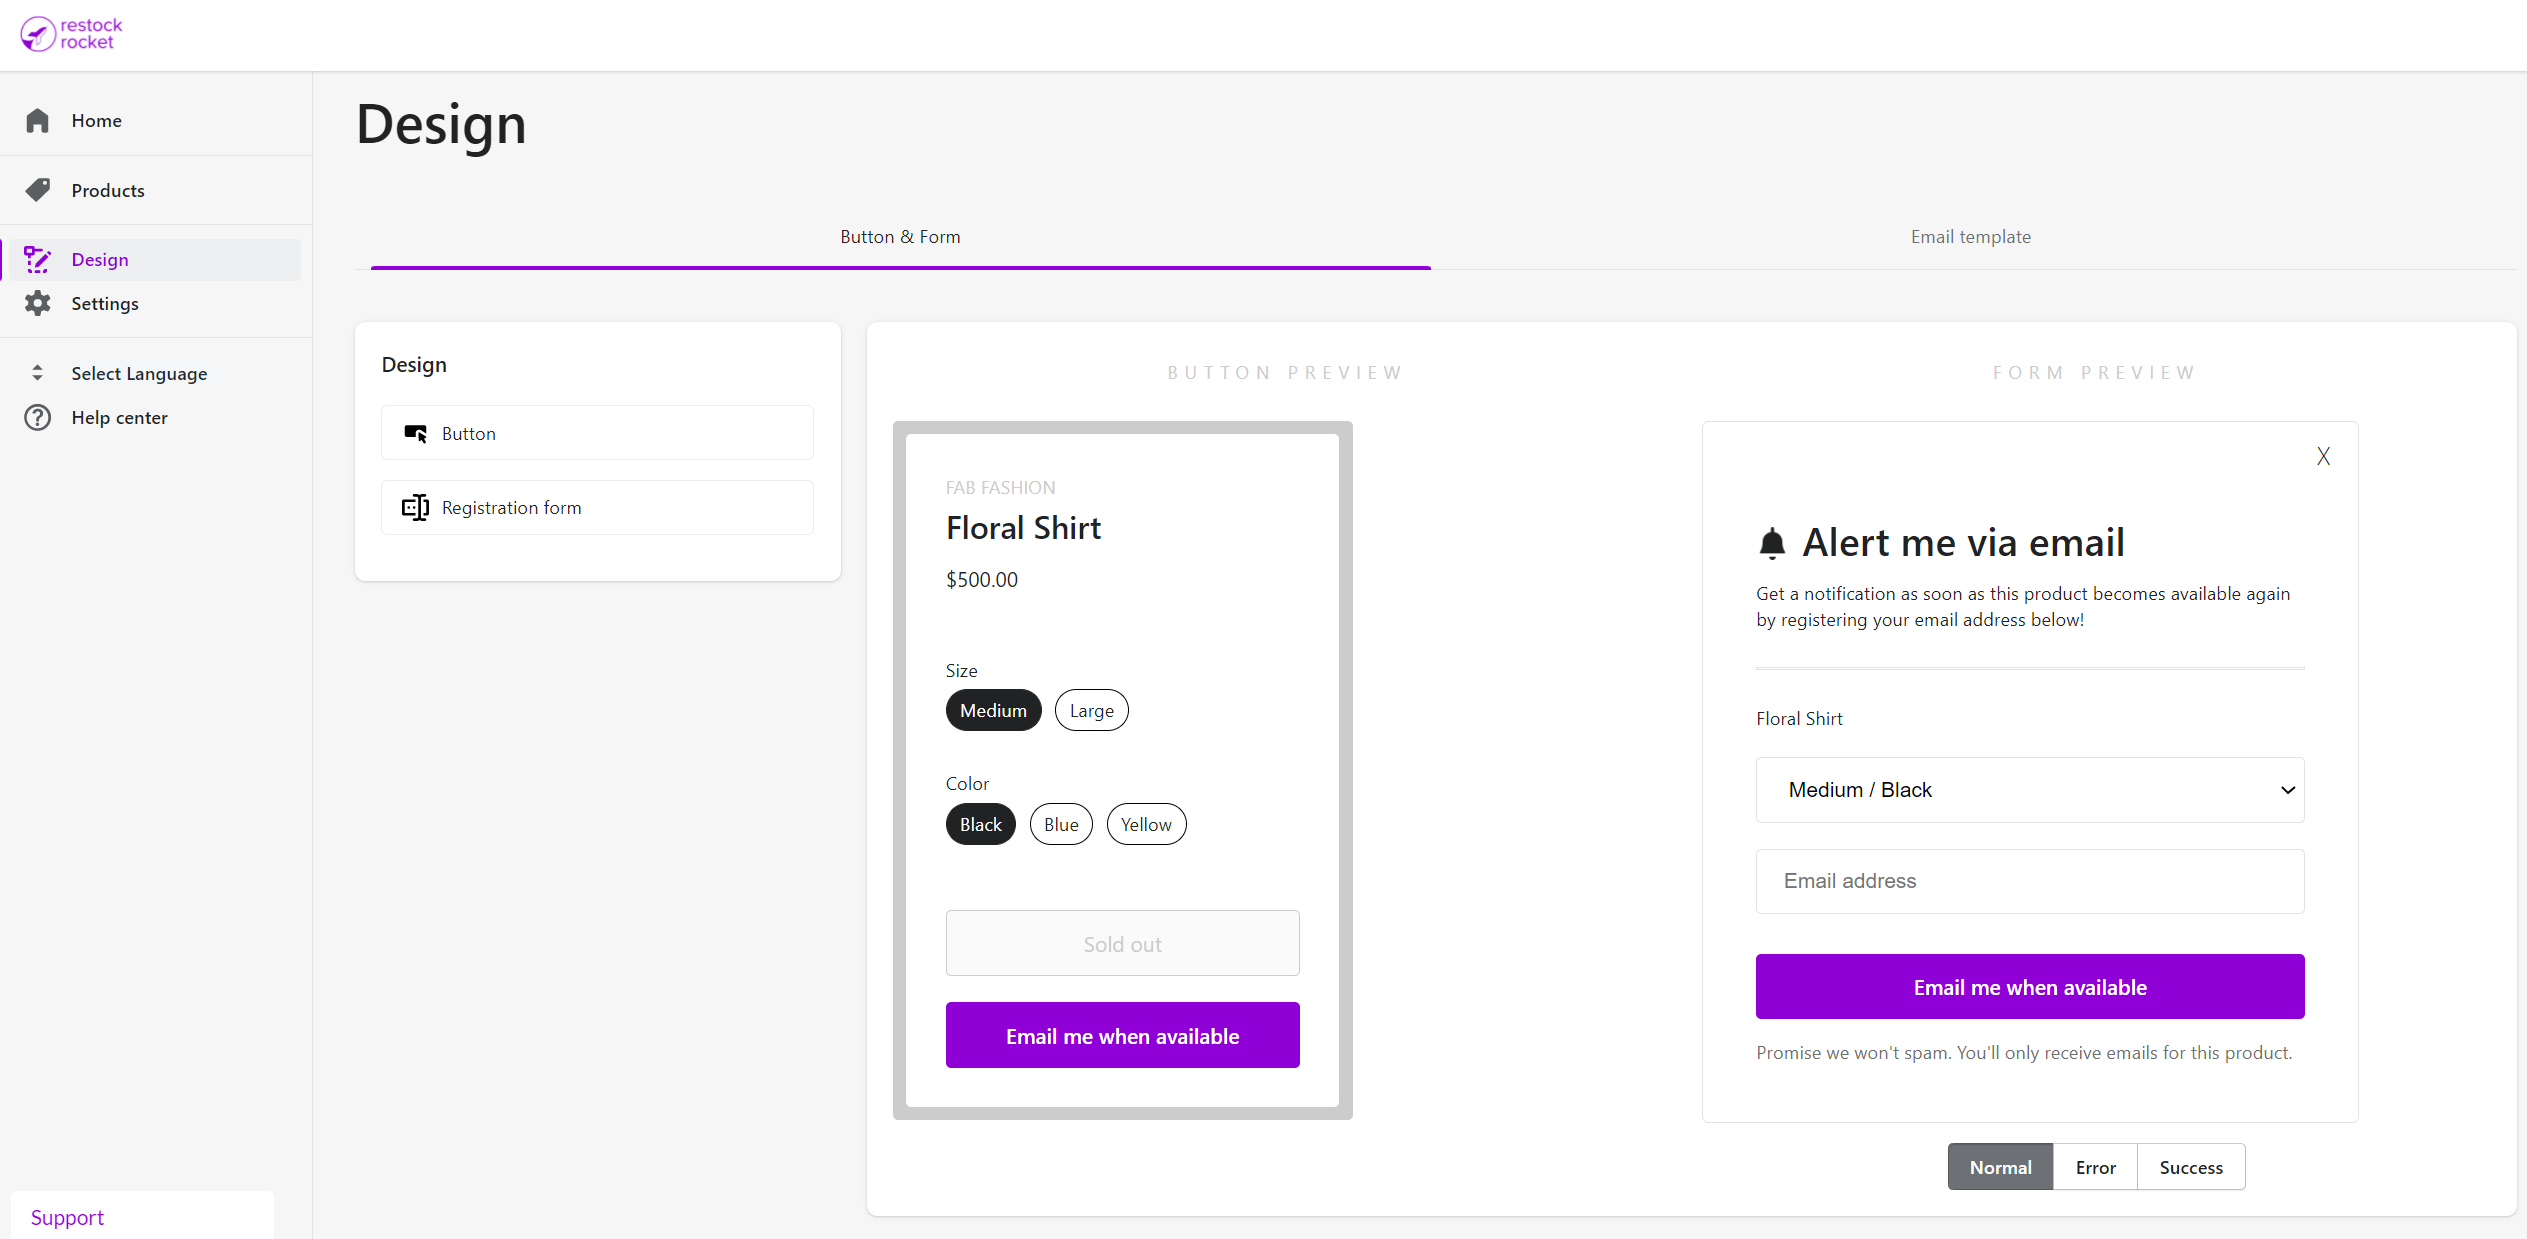 restock
rocket
Home
Products
Design
Settings
Select Language
Help center
Support
Design
Button & Form
Email template
Design
Button
Registration form
BUTTON PREVIEW
FAB FASHION
Floral Shirt
$500.00
Size
Medium
Large
Color
Black
Blue
Yellow
Sold out
Email me when available
FORM PREVIEW
X
Alert me via email
Get a notification as soon as this product becomes available again
by registering your email address below!
Floral Shirt
Medium / Black
Email address
Email me when available
Promise we won't spam. You'll only receive emails for this product.
Normal
Error
Success